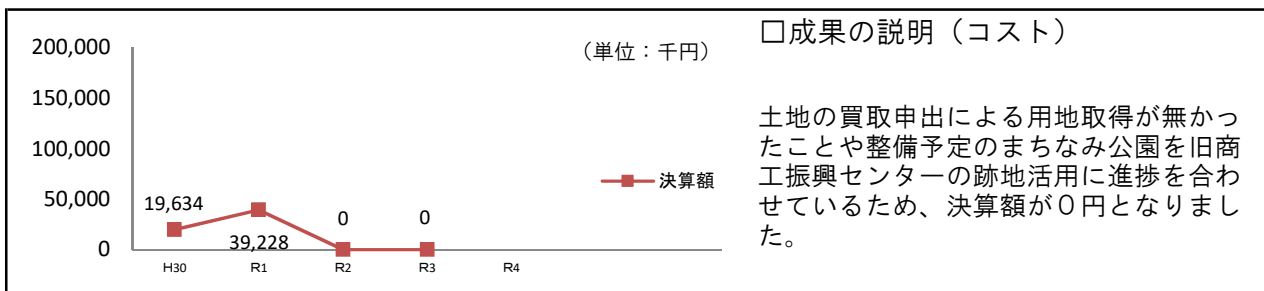 □成果の説明（コスト）
（単位：千円）
200,000
150,000
100,000
50,000
0
19,634
39,228
0
0
決算額
H30
R1
R2
R3
R4
土地の買取申出による用地取得が無かっ
たことや整備予定のまちなみ公園を旧商
工振興センターの跡地活用に進捗を合わ
せているため、決算額が０円となりまし
た。